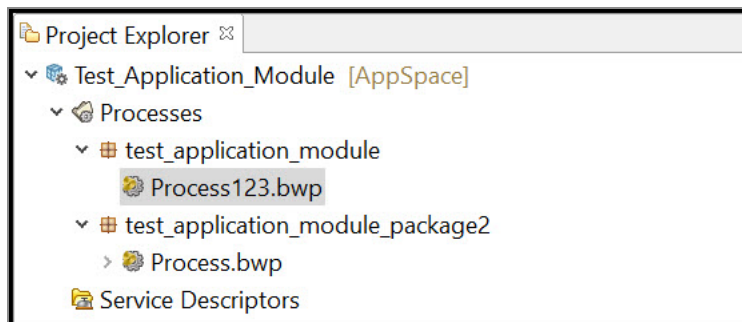 Project Explorer
Test_Application_Module [AppSpace]
Processes
test_application_module
Process123.bwp
test_application_module_package2
Process.bwp
Service Descriptors